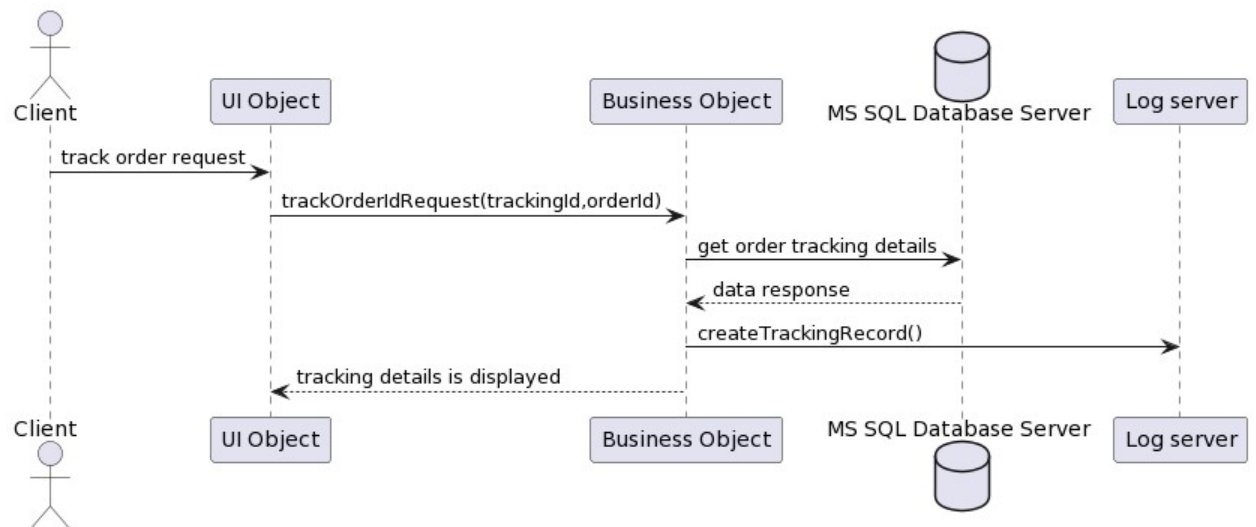 Client
UI Object
Business Object
MS SQL Database Server
Log server
track order request
trackOrderIdRequest(trackingId,orderId)
get order tracking details
data response
createTrackingRecord()
tracking details is displayed
Client
UI Object
Business Object
MS SQL Database Server
Log server